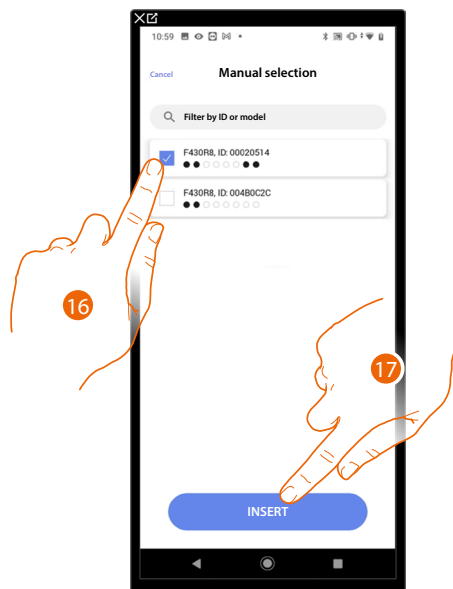 10:59
Cancel
Manual selection
Filter by ID or model
F430R8, ID: 00020514
F430R8, ID: 004B0C2C
16
17
INSERT